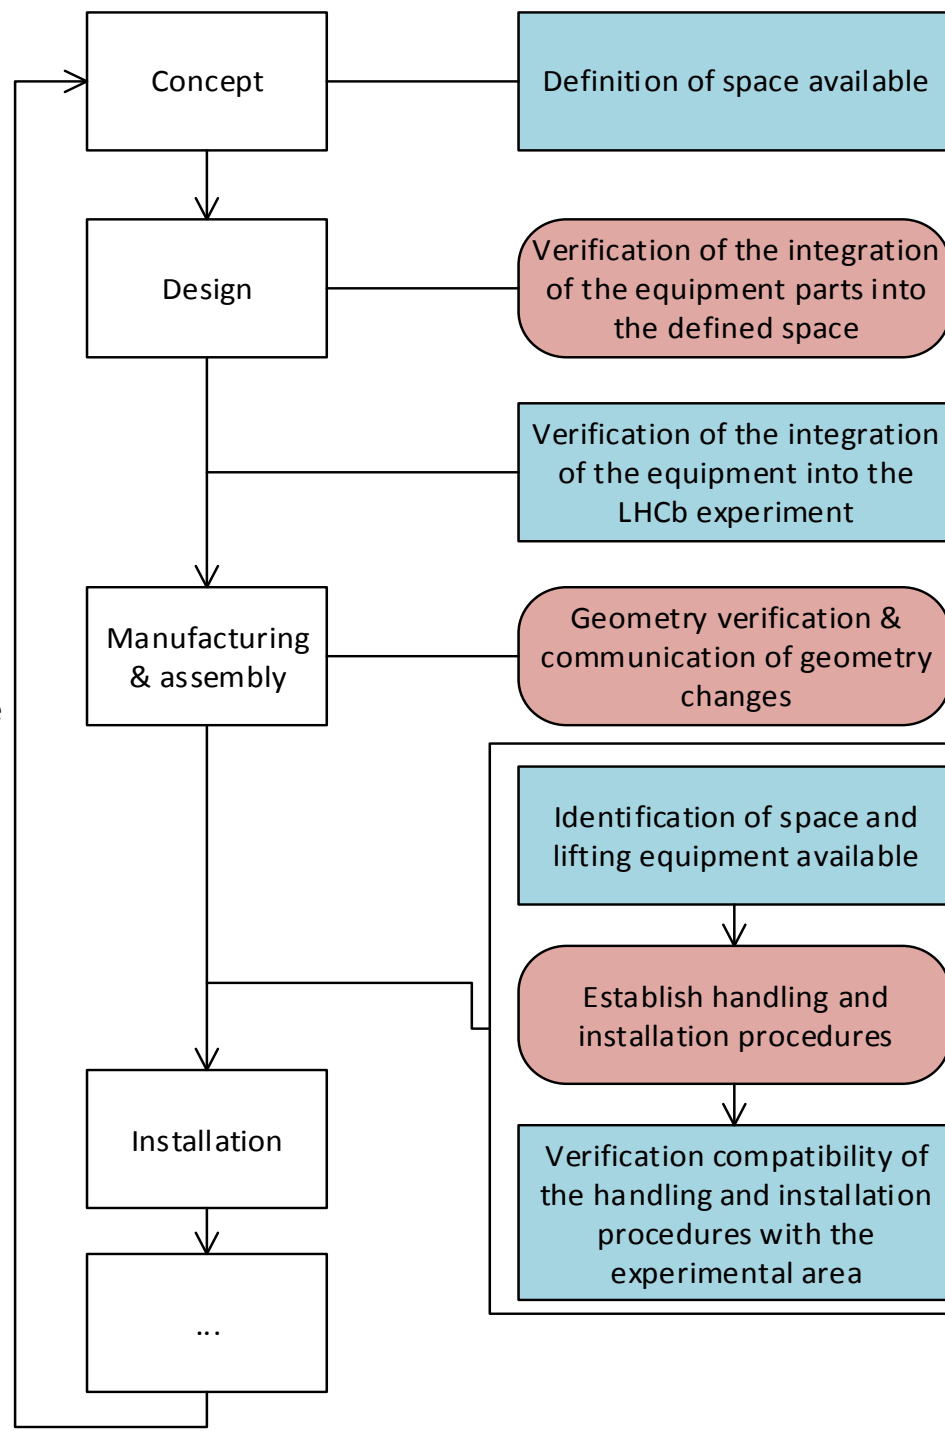 Concept
Definition of space available
Design
Verification of the integration
of the equipment parts into
the defined space
Verification of the integration
of the equipment into the
LHCb experiment
Manufacturing
& assembly
Geometry verification &
communication of geometry
changes
Identification of space and
lifting equipment available
Establish handling and
installation procedures
Installation
Verification compatibility of
the handling and installation
procedures with the
experimental area
...